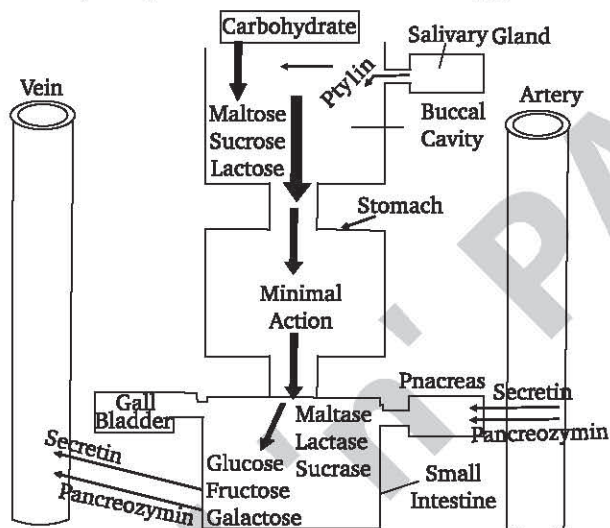 Carbohydrate
Salivary Gland
Ptylin
Vein
Artery
Maltose
Sucrose
Lactose
Buccal
Cavity
Stomach
Minimal
Action
Pnacreas
Gall
Bladder
Maltase
Lactase
Sucrase
Secretin
Pancreozymin
Secretin
Pancreozymin
Glucose
Fructose
Galactose
Small
Intestine